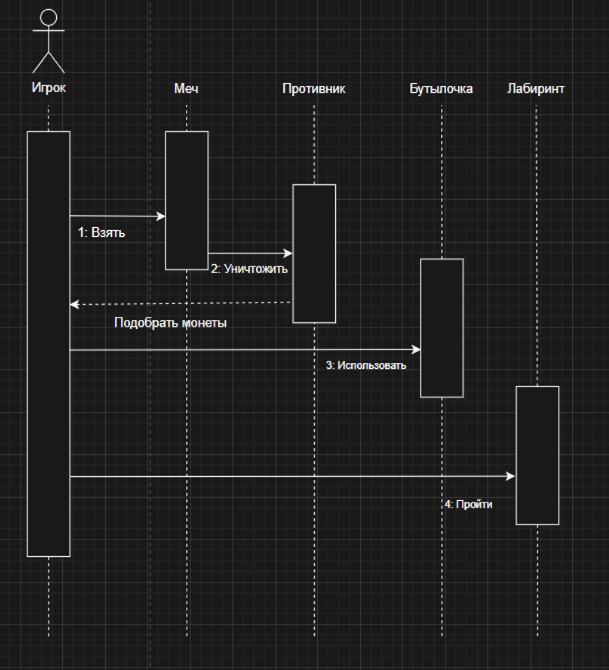 Игрок
Меч
Противник
Бутылочка
Лабиринт
1: Взять
2: Уничтожить
Подобрать монеты
3: Использовать
4: Пройти